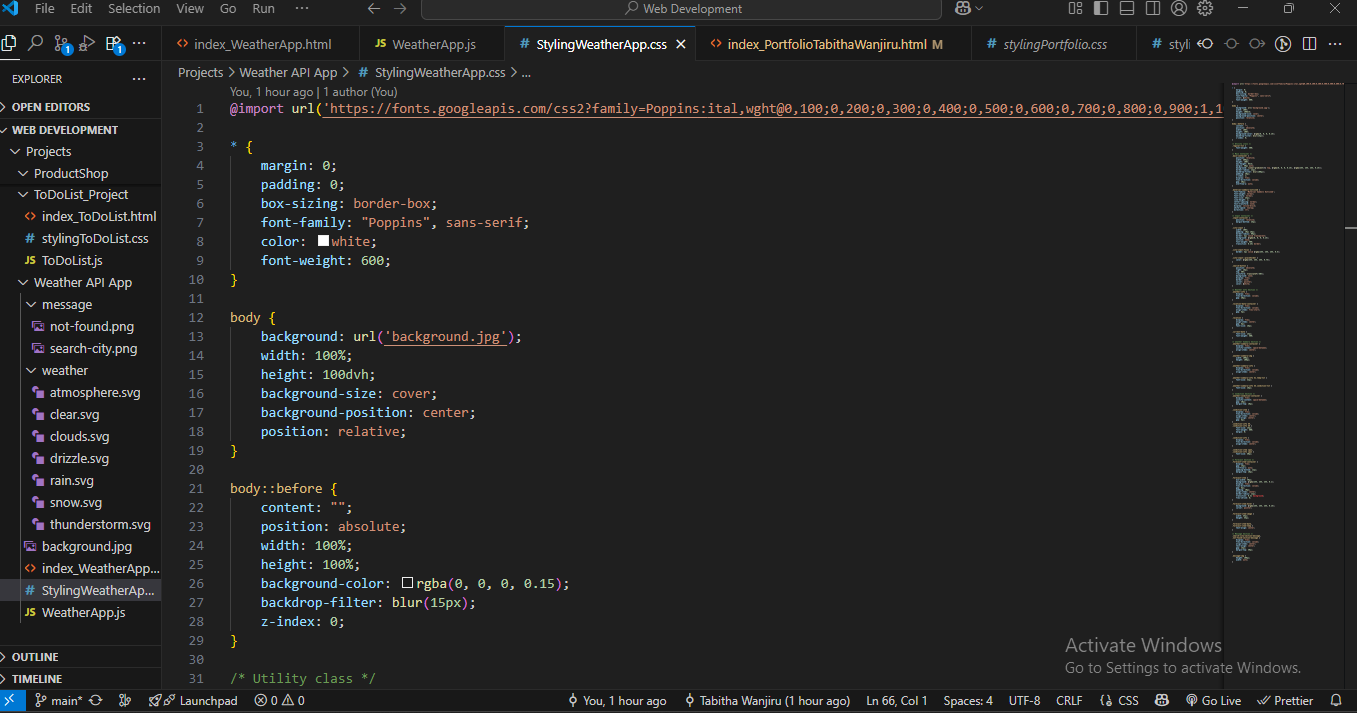 File Edit Selection View Go Run ··· Web Development
index_WeatherApp.html JS WeatherApp.js # StylingWeatherApp.css index_PortfolioTabithaWanjiru.html M # stylingPortfolio.css # styli
1 1
Projects > Weather API App > # StylingWeatherApp.css > ...
EXPLORER
OPEN EDITORS
WEB DEVELOPMENT
Projects
ProductShop
ToDoList_Project
<> index_ToDoList.html
# stylingToDoList.css
JS ToDoList.js
Weather API App
message
not-found.png
search-city.png
weather
atmosphere.svg
clear.svg
clouds.svg
drizzle.svg
rain.svg
snow.svg
thunderstorm.svg
background.jpg
<> index_WeatherApp...
# StylingWeatherAp...
JS WeatherApp.js
OUTLINE
TIMELINE
You, 1 hour ago | 1 author (You)
1 @import url('https://fonts.googleapis.com/css2?family=Poppins:ital,wght@0,100;0,200;0,300;0,400;0,500;0,600;0,700;0,800;0,900;1,1
2
3 * {
4 margin: 0;
5 padding: 0;
6 box-sizing: border-box;
7 font-family: "Poppins", sans-serif;
8 color: white;
9 font-weight: 600;
10 }
11
12 body {
13 background: url('background.jpg');
14 width: 100%;
15 height: 100dvh;
16 background-size: cover;
17 background-position: center;
18 position: relative;
19 }
20
21 body::before {
22 content: "";
23 position: absolute;
24 width: 100%;
25 height: 100%;
26 background-color: rgba(0, 0, 0, 0.15);
27 backdrop-filter: blur(15px);
28 z-index: 0;
29 }
30
31 /* Utility class */
Activate Windows
Go to Settings to activate Windows.
main* Launchpad 0 0 You, 1 hour ago Tabitha Wanjiru (1 hour ago) Ln 66, Col 1 Spaces: 4 UTF-8 CRLF {} CSS Go Live Prettier